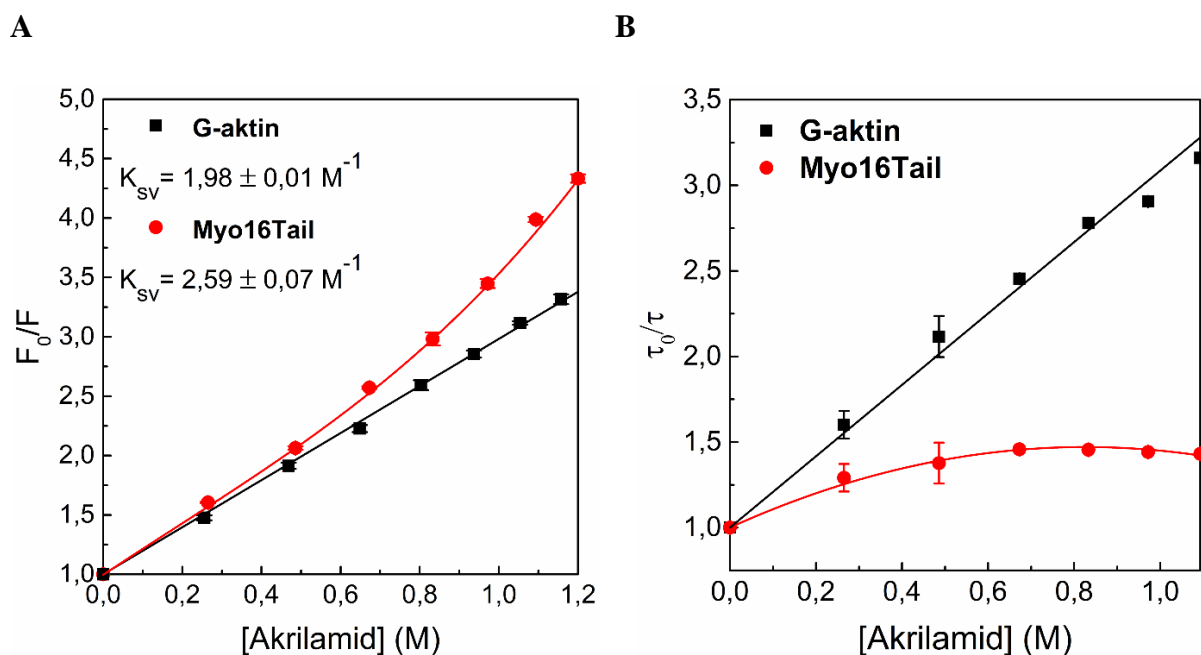 A
B
5,0
4,5
4,0
3,5
3,0
2,5
2,0
1,5
1,0
F₀/F
G-aktin
K_SV = 1,98 ± 0,01 M⁻¹
Myo16Tail
K_SV = 2,59 ± 0,07 M⁻¹
0,0 0,2 0,4 0,6 0,8 1,0 1,2
[Akrilamid] (M)
3,5
3,0
2,5
2,0
1,5
1,0
τ₀/τ
G-aktin
Myo16Tail
0,0 0,2 0,4 0,6 0,8 1,0
[Akrilamid] (M)